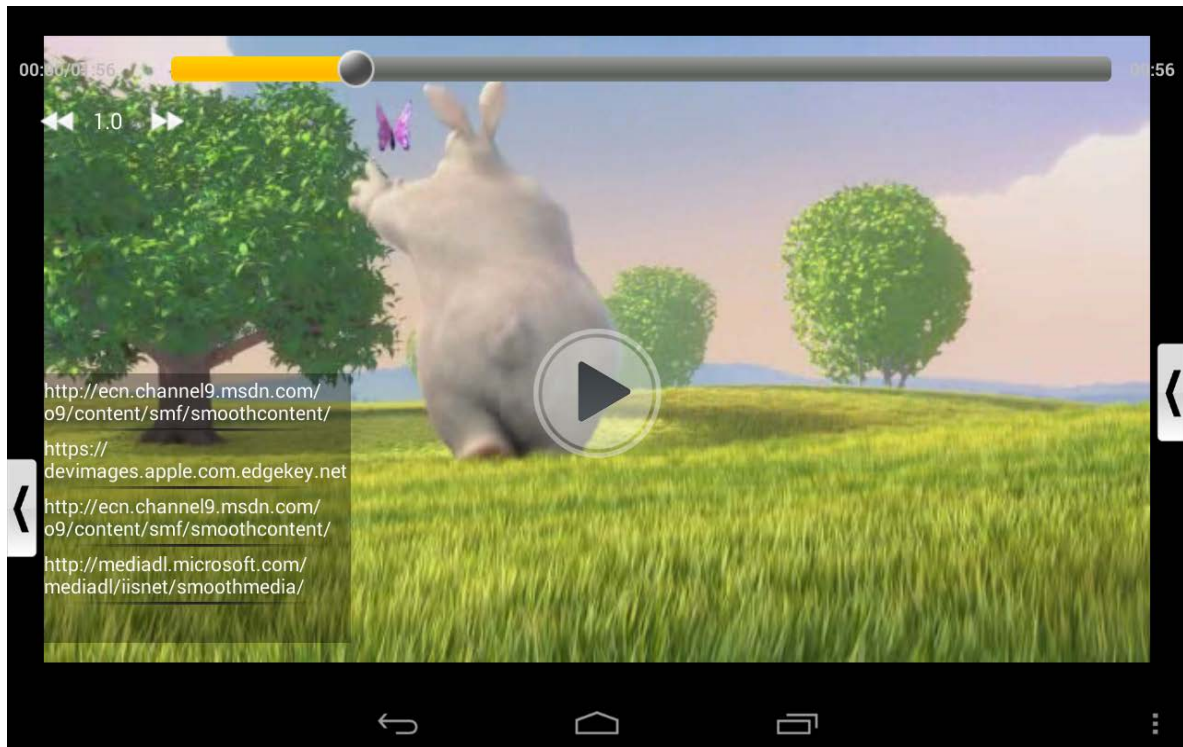 :56
1.0
http://ecn.channel9.msdn.com/
o9/content/smf/smoothcontent/
https://
devimages.apple.com.edgekey.net
http://ecn.channel9.msdn.com/
o9/content/smf/smoothcontent/
http://mediadl.microsoft.com/
mediadl/iisnet/smoothmedia/